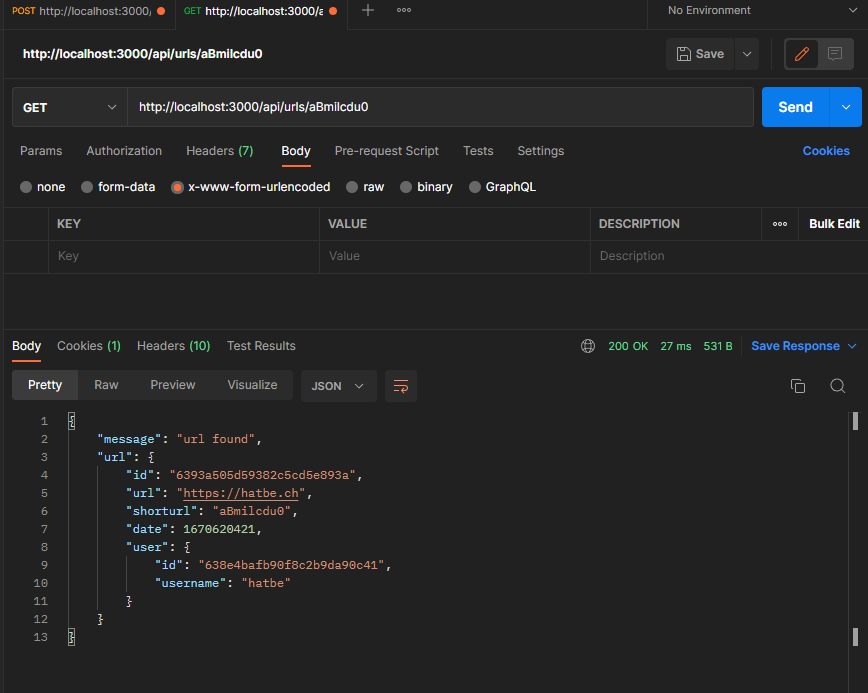 POST http://localhost:3000/ GET http://localhost:3000/a No Environment
http://localhost:3000/api/urls/aBmilcdu0 Save
GET http://localhost:3000/api/urls/aBmilcdu0 Send
Params Authorization Headers (7) Body Pre-request Script Tests Settings Cookies
none form-data x-www-form-urlencoded raw binary GraphQL
KEY VALUE DESCRIPTION Bulk Edit
Key Value Description
Body Cookies (1) Headers (10) Test Results 200 OK 27 ms 531 B Save Response
Pretty Raw Preview Visualize JSON
1 {
2 "message": "url found",
3 "url": {
4 "id": "6393a505d59382c5cd5e893a",
5 "url": "https://hatbe.ch",
6 "shorturl": "aBmilcdu0",
7 "date": 1670620421,
8 "user": {
9 "id": "638e4bafb90f8c2b9da90c41",
10 "username": "hatbe"
11 }
12 }
13 }